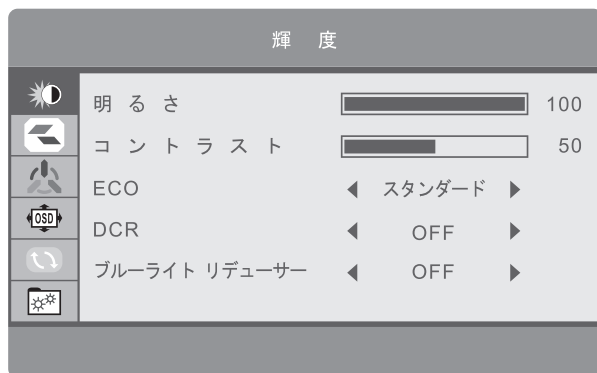 輝 度
明 る さ 100
コ ン ト ラ ス ト 50
ECO スタンダード
DCR OFF
ブルーライト リデューサー OFF
OSD